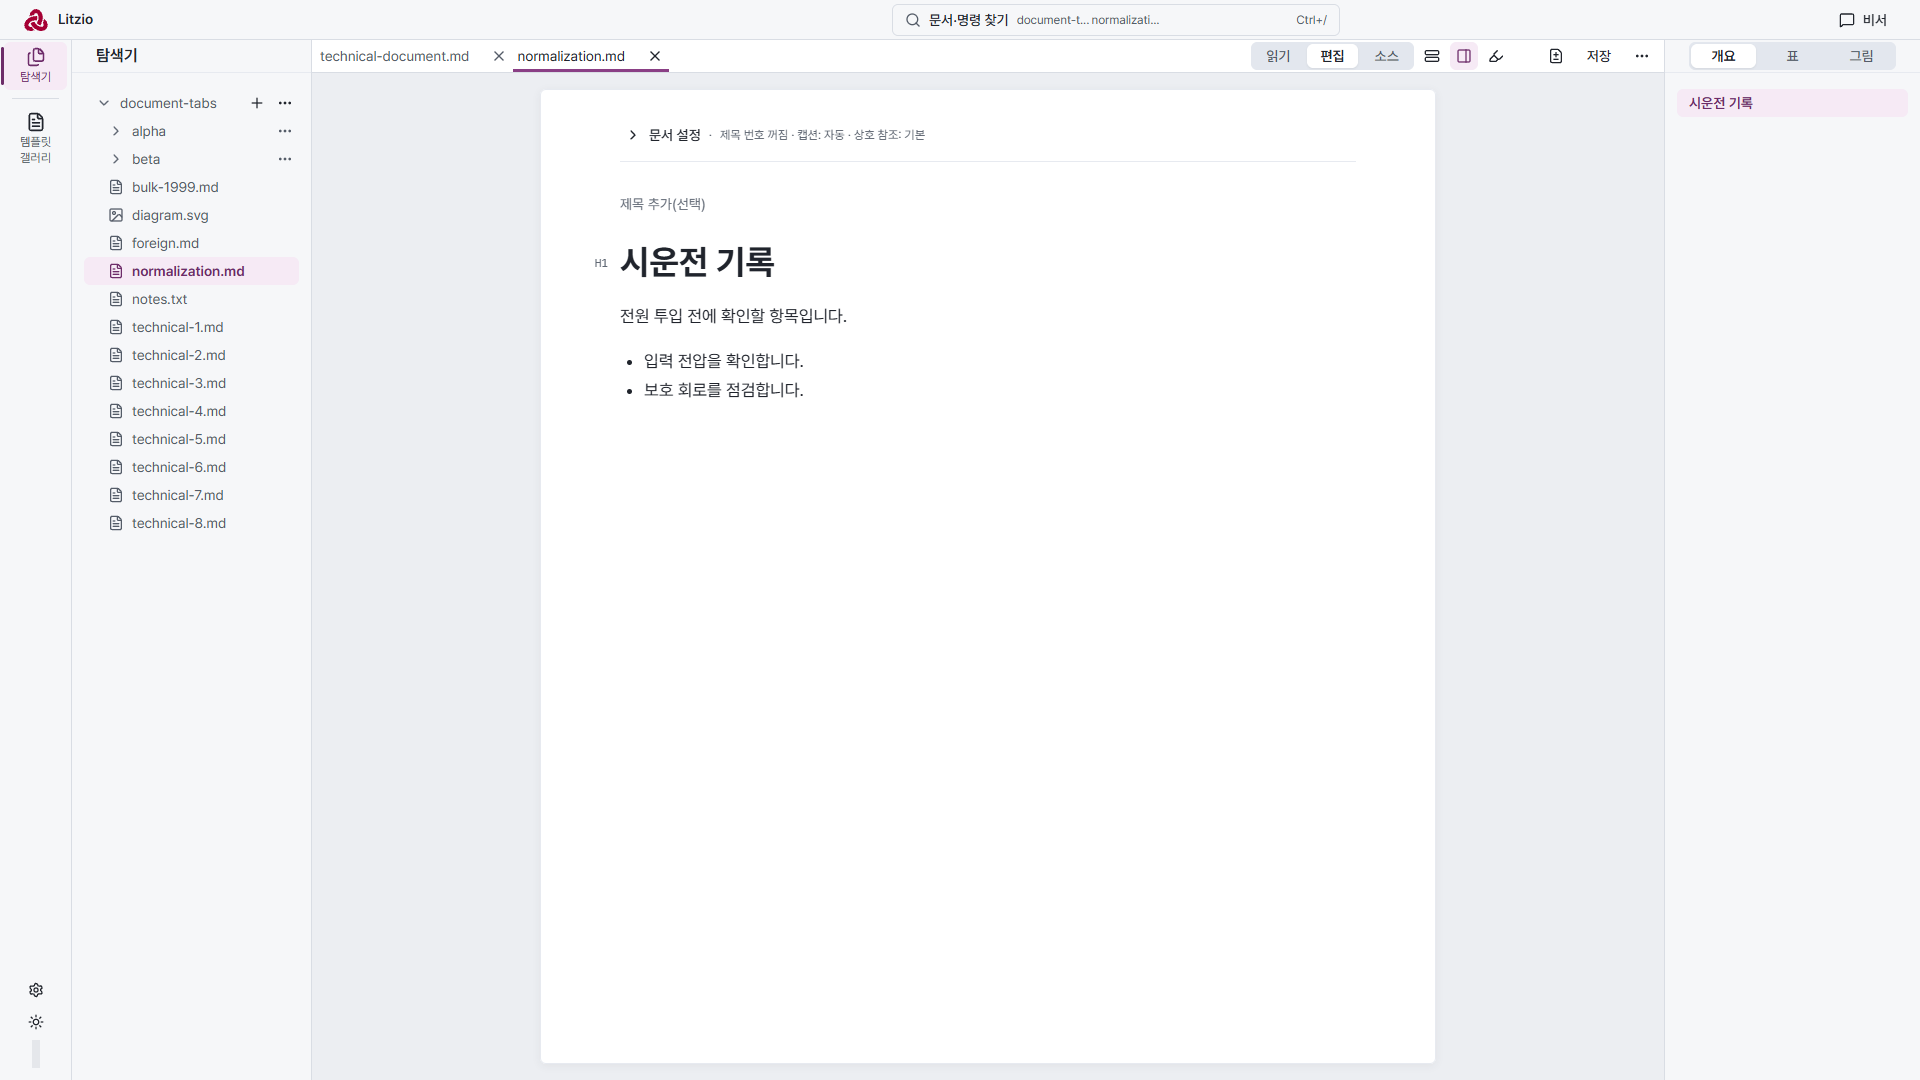 Litzio
문서·명령 찾기 document-t... normalizati... Ctrl+/
비서
탐색기
템플릿
갤러리
탐색기
document-tabs
alpha
beta
bulk-1999.md
diagram.svg
foreign.md
normalization.md
notes.txt
technical-1.md
technical-2.md
technical-3.md
technical-4.md
technical-5.md
technical-6.md
technical-7.md
technical-8.md
technical-document.md
normalization.md
읽기 편집 소스
저장
개요 표 그림
시운전 기록
문서 설정 · 제목 번호 꺼짐 · 캡션: 자동 · 상호 참조: 기본
제목 추가(선택)
H1 시운전 기록
전원 투입 전에 확인할 항목입니다.
• 입력 전압을 확인합니다.
• 보호 회로를 점검합니다.